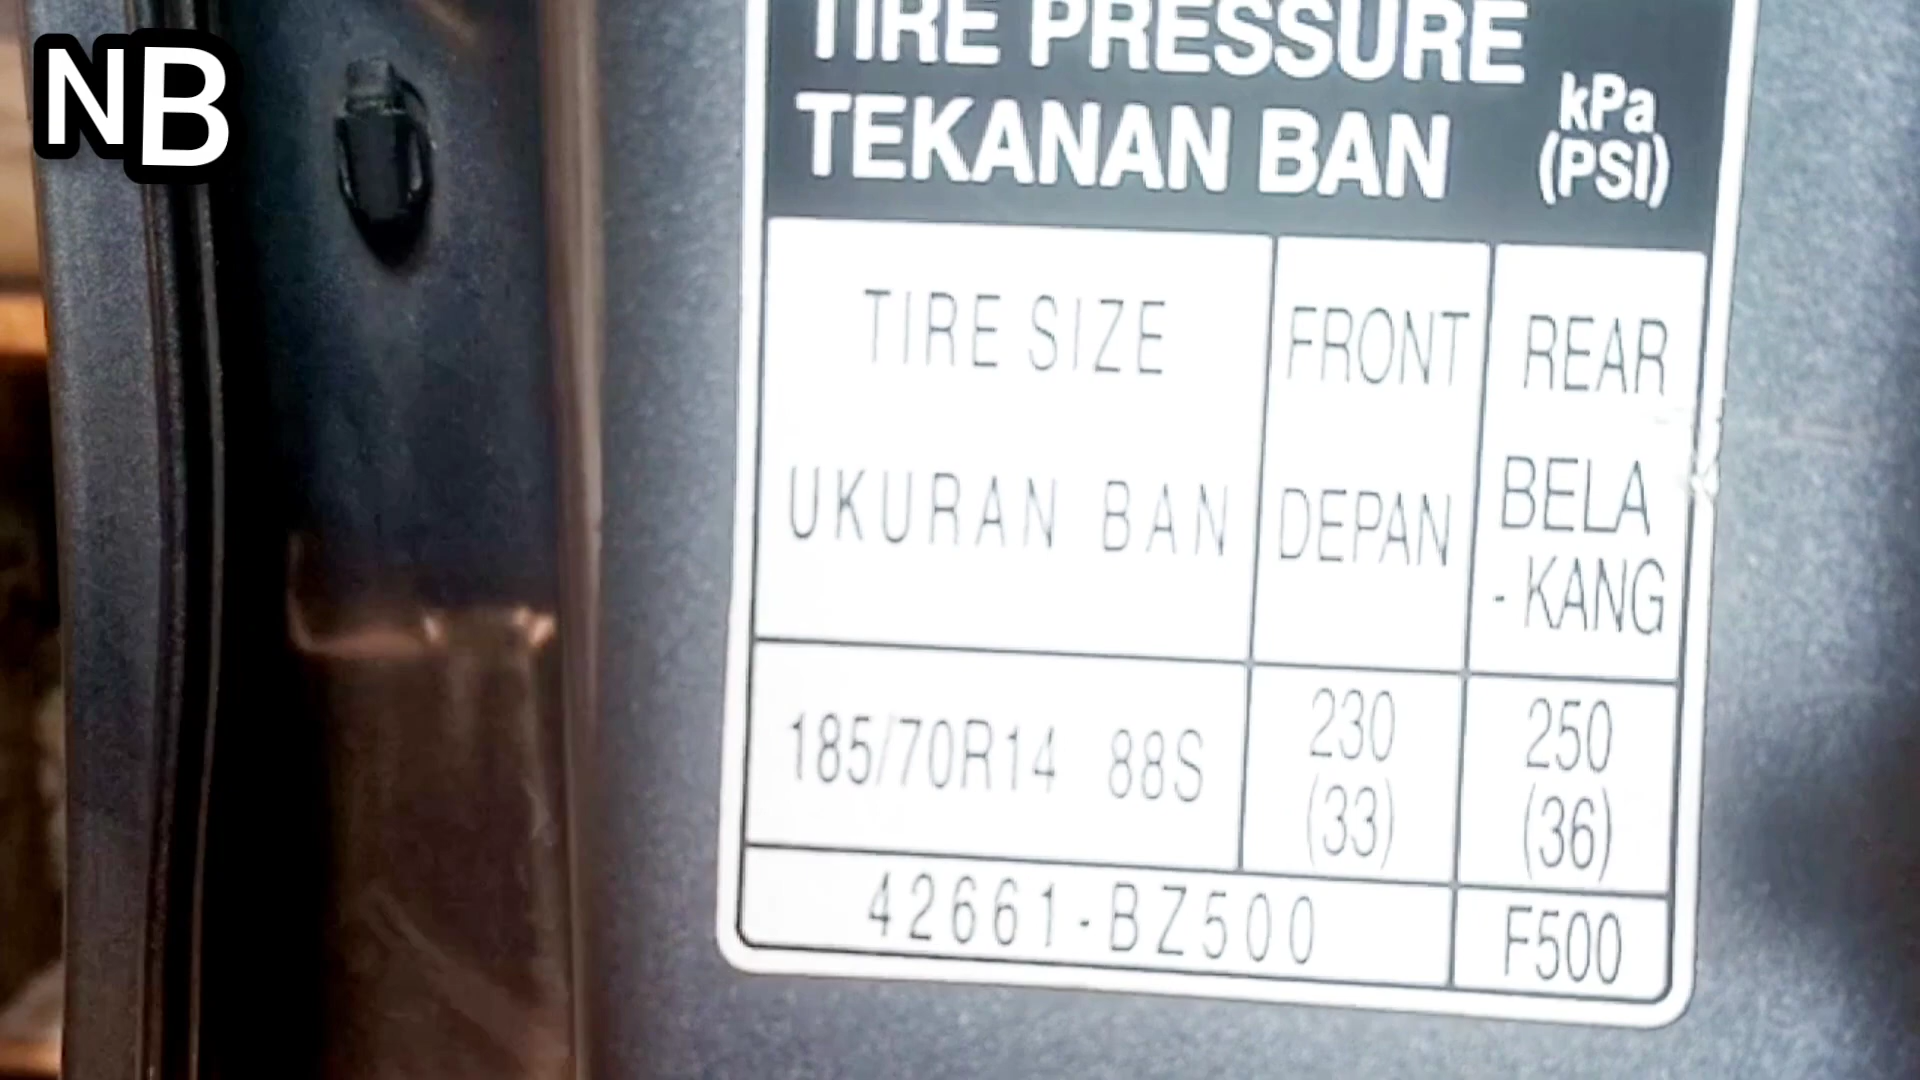 NB
TIRE PRESSURE
TEKANAN BAN
kPa
(PSI)
TIRE SIZE
FRONT
REAR
UKURAN BAN
DEPAN
BELA
-KANG
185/70R14 88S
230
(33)
250
(36)
42661-BZ500
F500